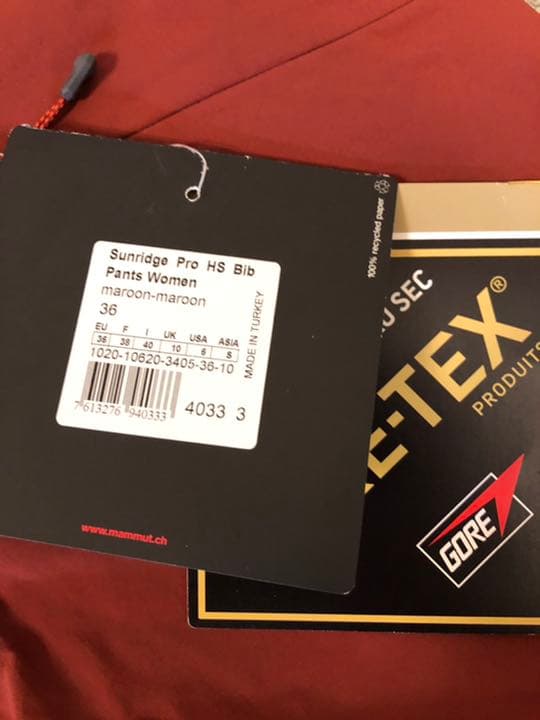 100% recycled paper
Sunridge Pro HS Bib
Pants Women
maroon-maroon
36
EU F I UK USA ASIA
36 38 40 10 6 S
1020-10620-3405-36-10
MADE IN TURKEY
7 613276 940333
4033 3
www.mammut.ch
SEC
E-TEX®
PRODUITS
GORE